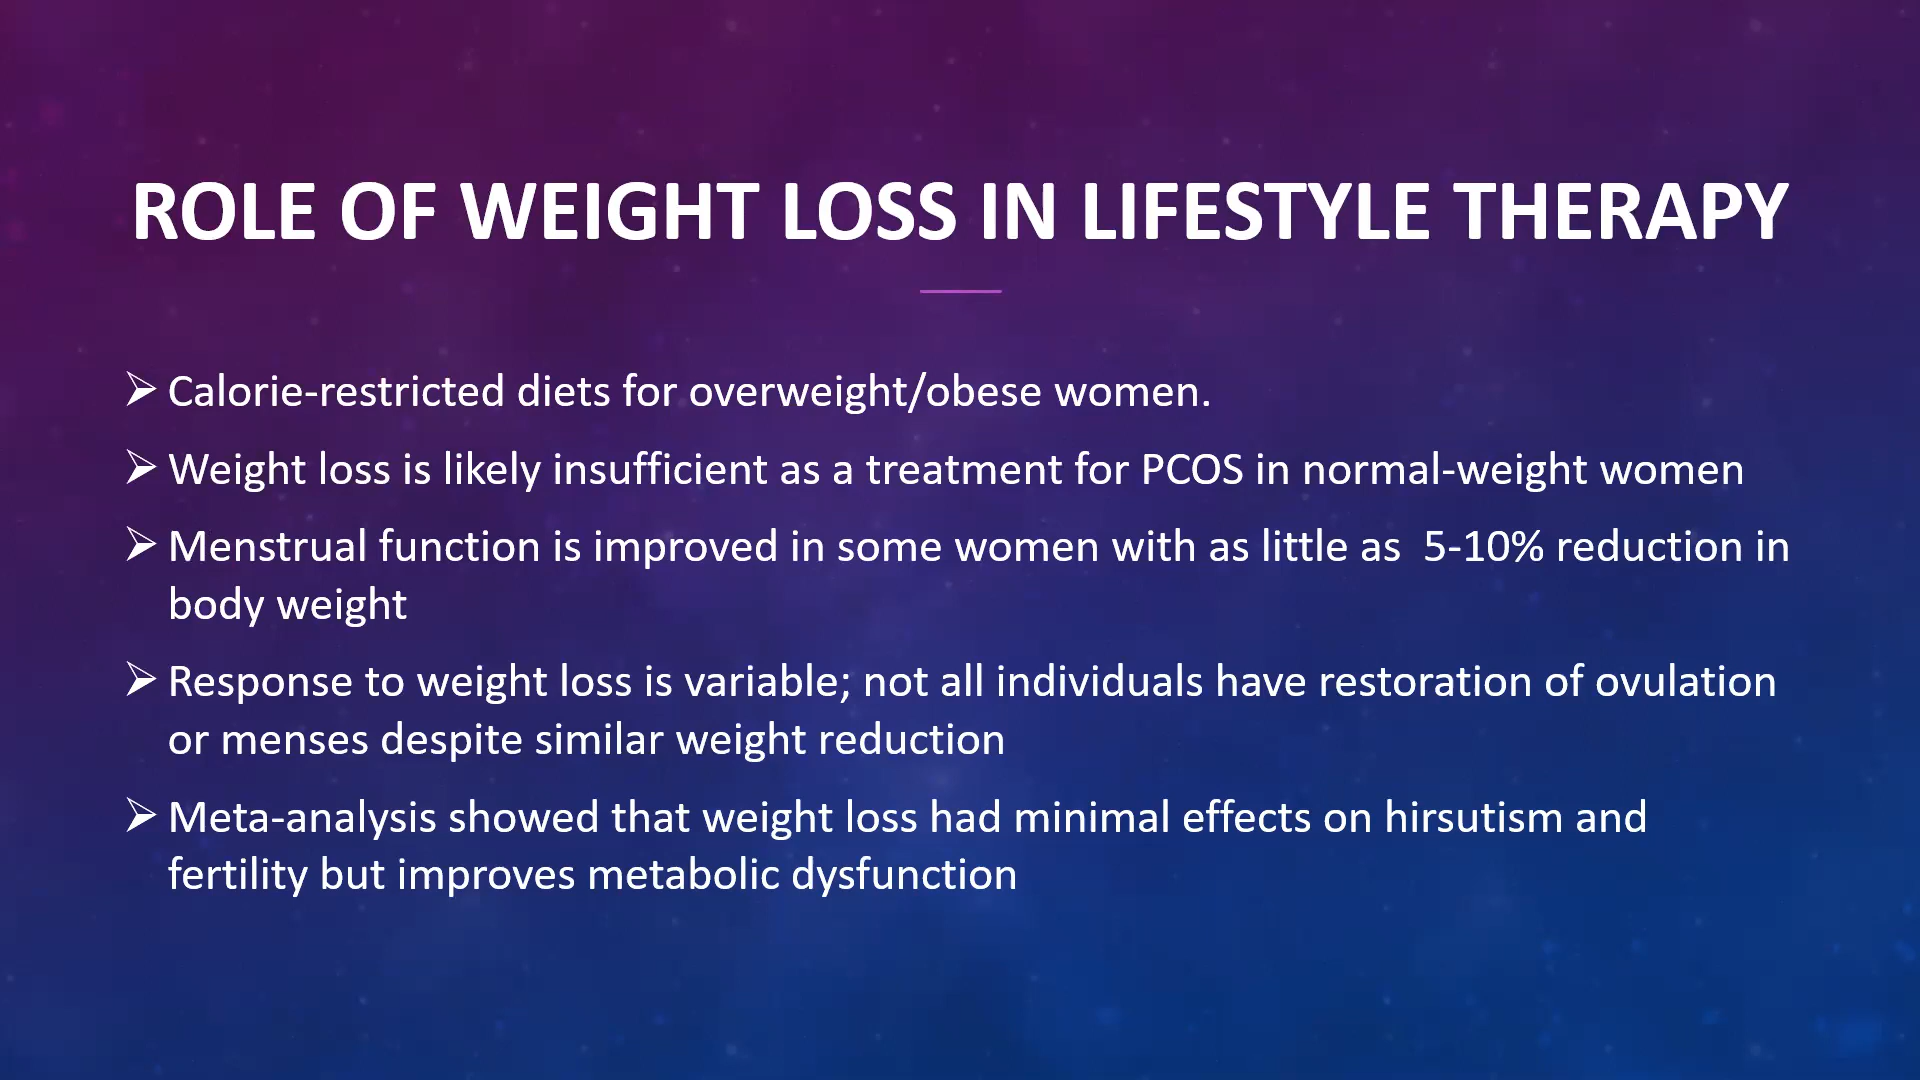 ROLE OF WEIGHT LOSS IN LIFESTYLE THERAPY
Calorie-restricted diets for overweight/obese women.
Weight loss is likely insufficient as a treatment for PCOS in normal-weight women
Menstrual function is improved in some women with as little as  5-10% reduction in
body weight
Response to weight loss is variable; not all individuals have restoration of ovulation
or menses despite similar weight reduction
Meta-analysis showed that weight loss had minimal effects on hirsutism and
fertility but improves metabolic dysfunction